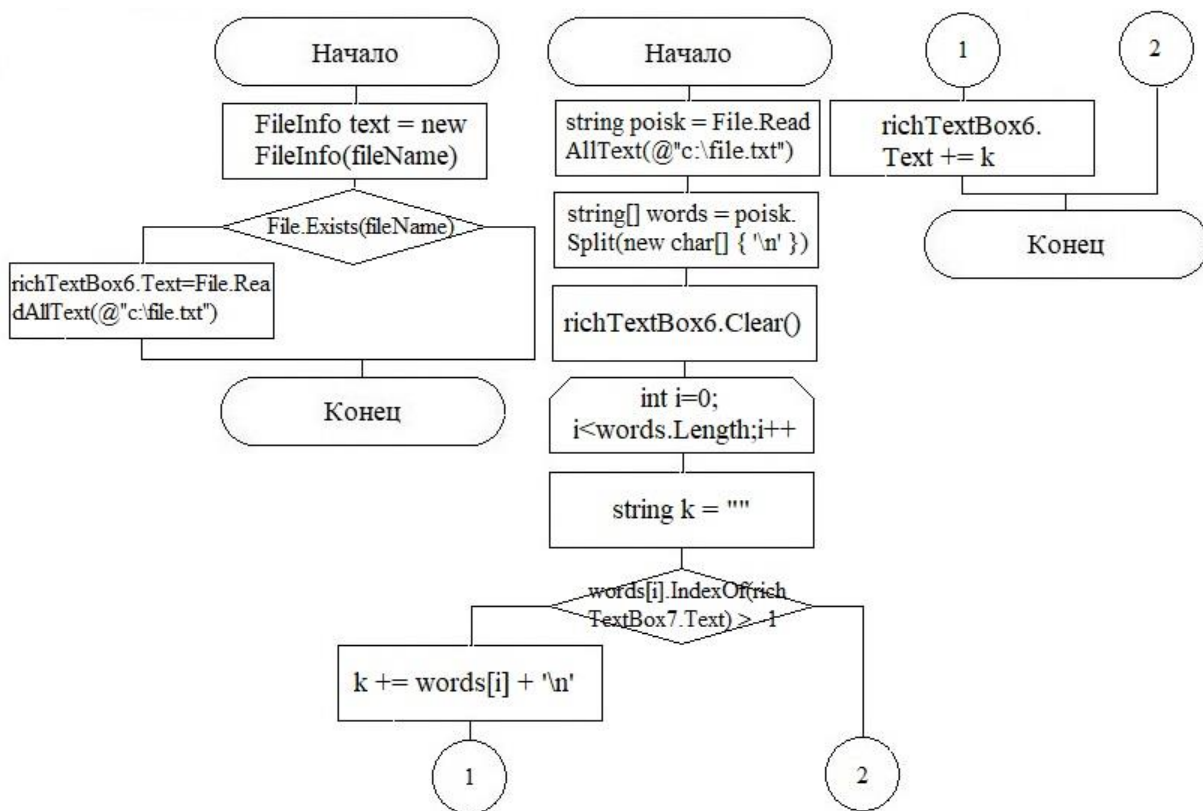 Начало
FileInfo text = new
FileInfo(fileName)
File.Exists(fileName)
richTextBox6.Text=File.Rea
dAllText(@"c:\file.txt")
Конец
Начало
string poisk = File.Read
AllText(@"c:\file.txt")
string[] words = poisk.
Split(new char[] { '\n' })
richTextBox6.Clear()
int i=0;
i<words.Length;i++
string k = ""
words[i].IndexOf(rich
TextBox7.Text) > 1
k += words[i] + '\n'
1
2
1
2
richTextBox6.
Text += k
Конец